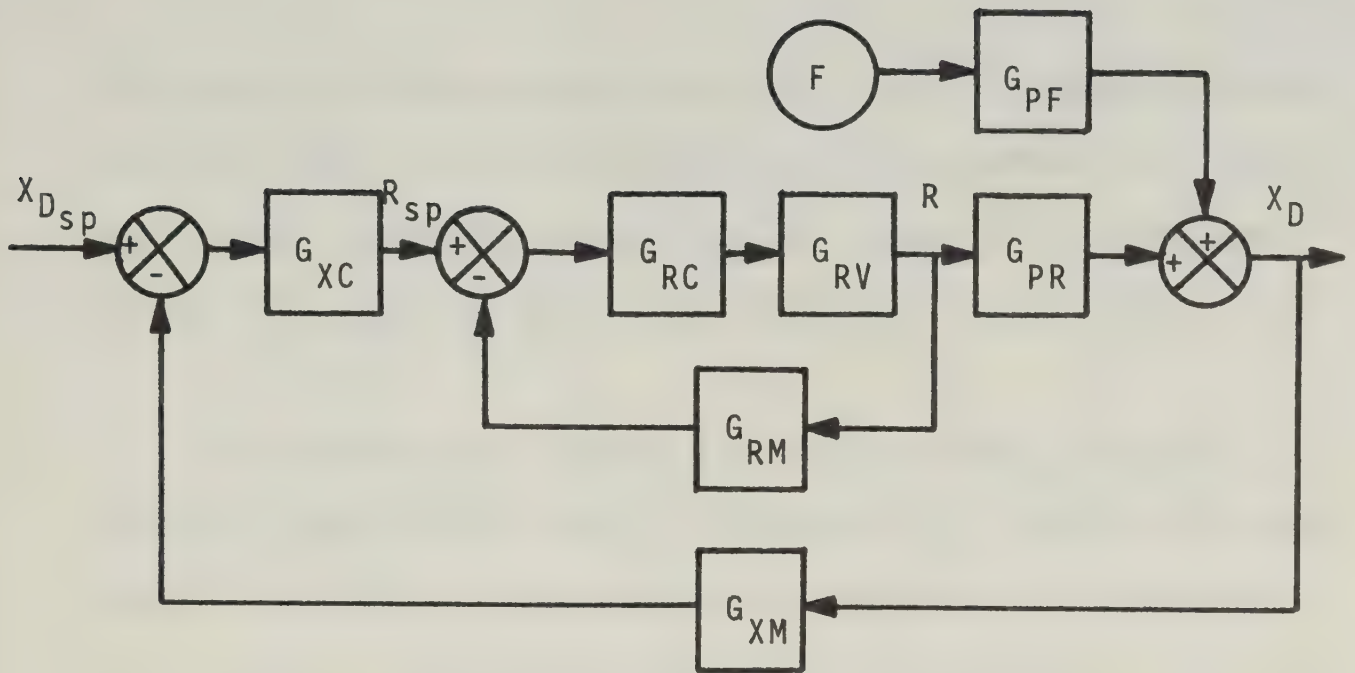 F
G_PF
X_Dsp
+
-
G_XC
R_sp
+
-
G_RC
G_RV
R
G_PR
+
+
X_D
G_RM
G_XM